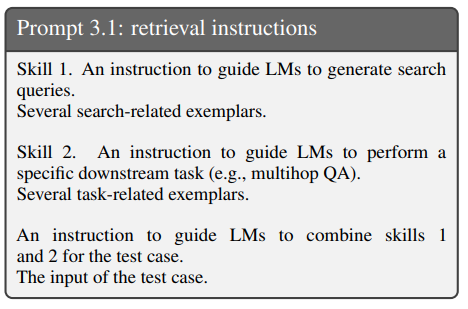 Prompt 3.1: retrieval instructions
Skill 1. An instruction to guide LMs to generate search
queries.
Several search-related exemplars.
Skill 2. An instruction to guide LMs to perform a
specific downstream task (e.g., multihop QA).
Several task-related exemplars.
An instruction to guide LMs to combine skills 1
and 2 for the test case.
The input of the test case.